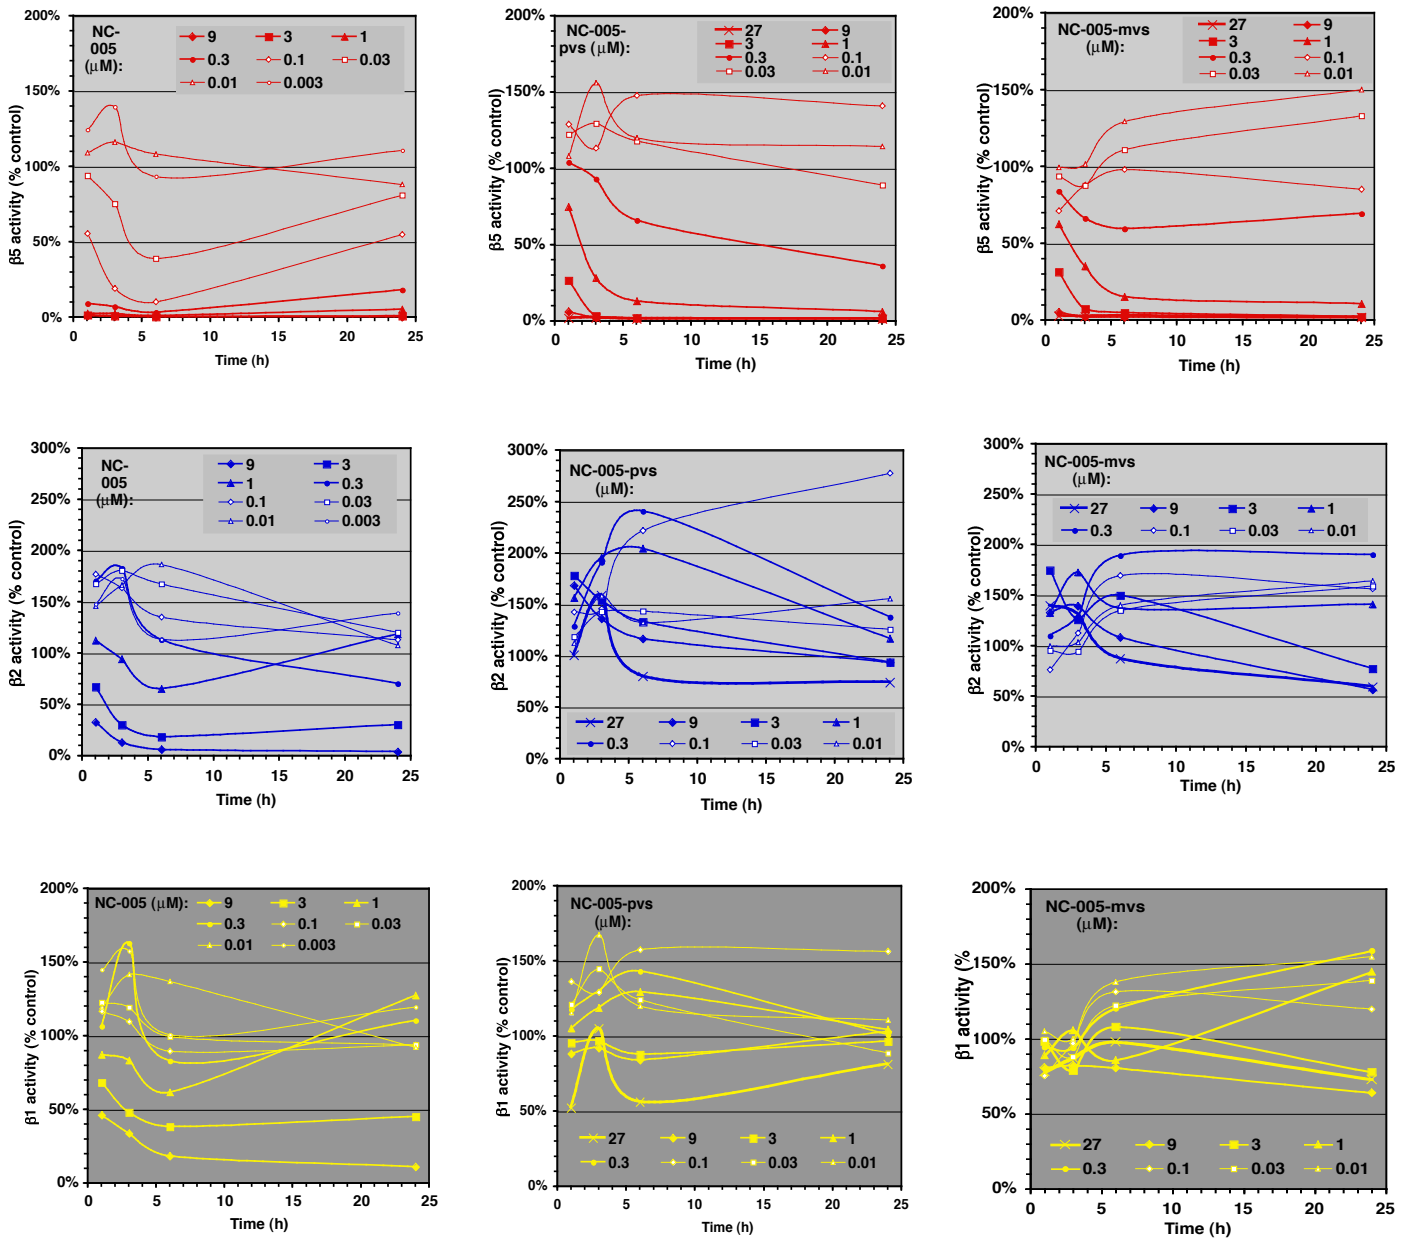 NC-
005
(μM):
9 3 1
0.3 0.1 0.03
0.01 0.003
β5 activity (% control)
200%
150%
100%
50%
0%
0 5 10 15 20 25
Time (h)
NC-005-
pvs (μM):
27 9
3 1
0.3 0.1
0.03 0.01
β5 activity (% control)
200%
150%
100%
50%
0%
0 5 10 15 20 25
Time (h)
NC-005-mvs
(μM):
27 9
3 1
0.3 0.1
0.03 0.01
β5 activity (% control)
200%
150%
100%
50%
0%
0 5 10 15 20 25
Time (h)
NC-
005
(μM):
9 3
1 0.3
0.1 0.03
0.01 0.003
β2 activity (% control)
300%
250%
200%
150%
100%
50%
0%
0 5 10 15 20 25
Time (h)
NC-005-pvs
(μM):
β2 activity (% control)
300%
250%
200%
150%
100%
50%
0%
27 9 3 1
0.3 0.1 0.03 0.01
0 5 10 15 20 25
Time (h)
NC-005-mvs
(μM):
27 9 3 1
0.3 0.1 0.03 0.01
β2 activity (% control)
300%
250%
200%
150%
100%
50%
0%
0 5 10 15 20 25
Time (h)
NC-005 (μM): 9 3 1
0.3 0.1 0.03
0.01 0.003
β1 activity (% control)
200%
150%
100%
50%
0%
0 5 10 15 20 25
Time (h)
NC-005-pvs
(μM):
β1 activity (% control)
200%
150%
100%
50%
0%
27 9 3 1
0.3 0.1 0.03 0.01
0 5 10 15 20 25
Time (h)
NC-005-mvs
(μM):
β1 activity (%
200%
150%
100%
50%
0%
27 9 3 1
0.3 0.1 0.03 0.01
0 5 10 15 20 25
Time (h)